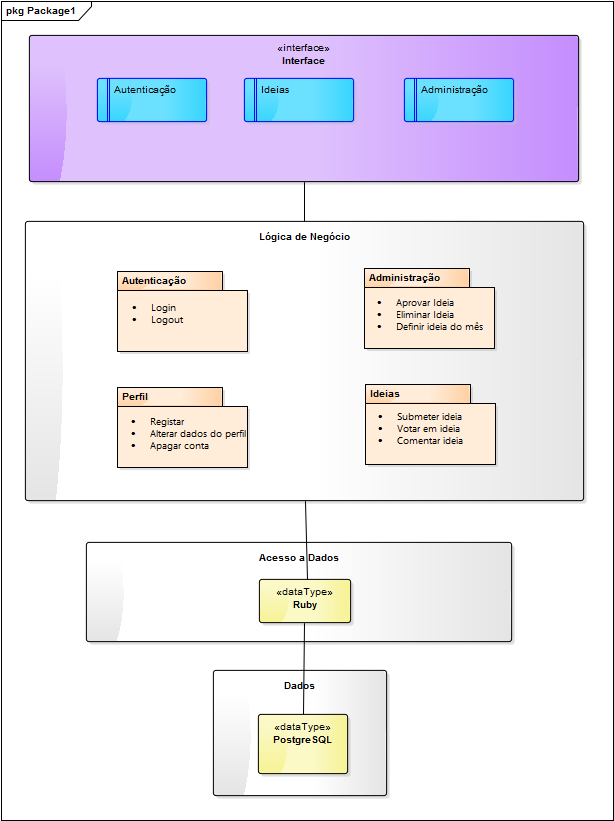 pkg Package1
«interface»
Interface
Autenticação
Ideias
Administração
Lógica de Negócio
Autenticação
• Login
• Logout
Administração
• Aprovar Ideia
• Eliminar Ideia
• Definir ideia do mês
Perfil
• Registar
• Alterar dados do perfil
• Apagar conta
Ideias
• Submeter ideia
• Votar em ideia
• Comentar ideia
Acesso a Dados
«dataType»
Ruby
Dados
«dataType»
PostgreSQL